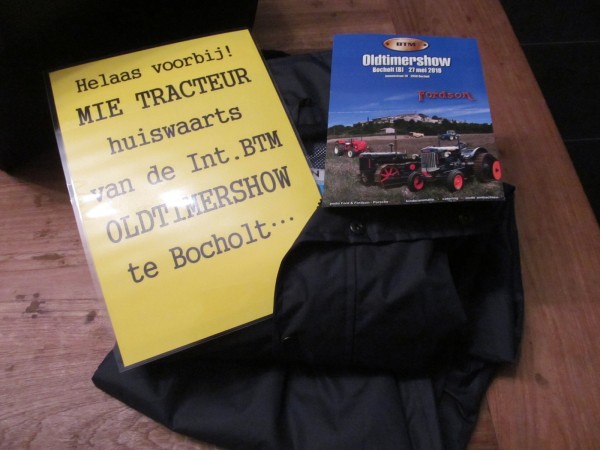 Helaas voorbij!
MIE TRACTEUR
huiswaarts
van de Int.BTM
OLDTIMERSHOW
te Bocholt...
BTM
Oldtimershow
Bocholt (B) 27 mei 2018
Fordson